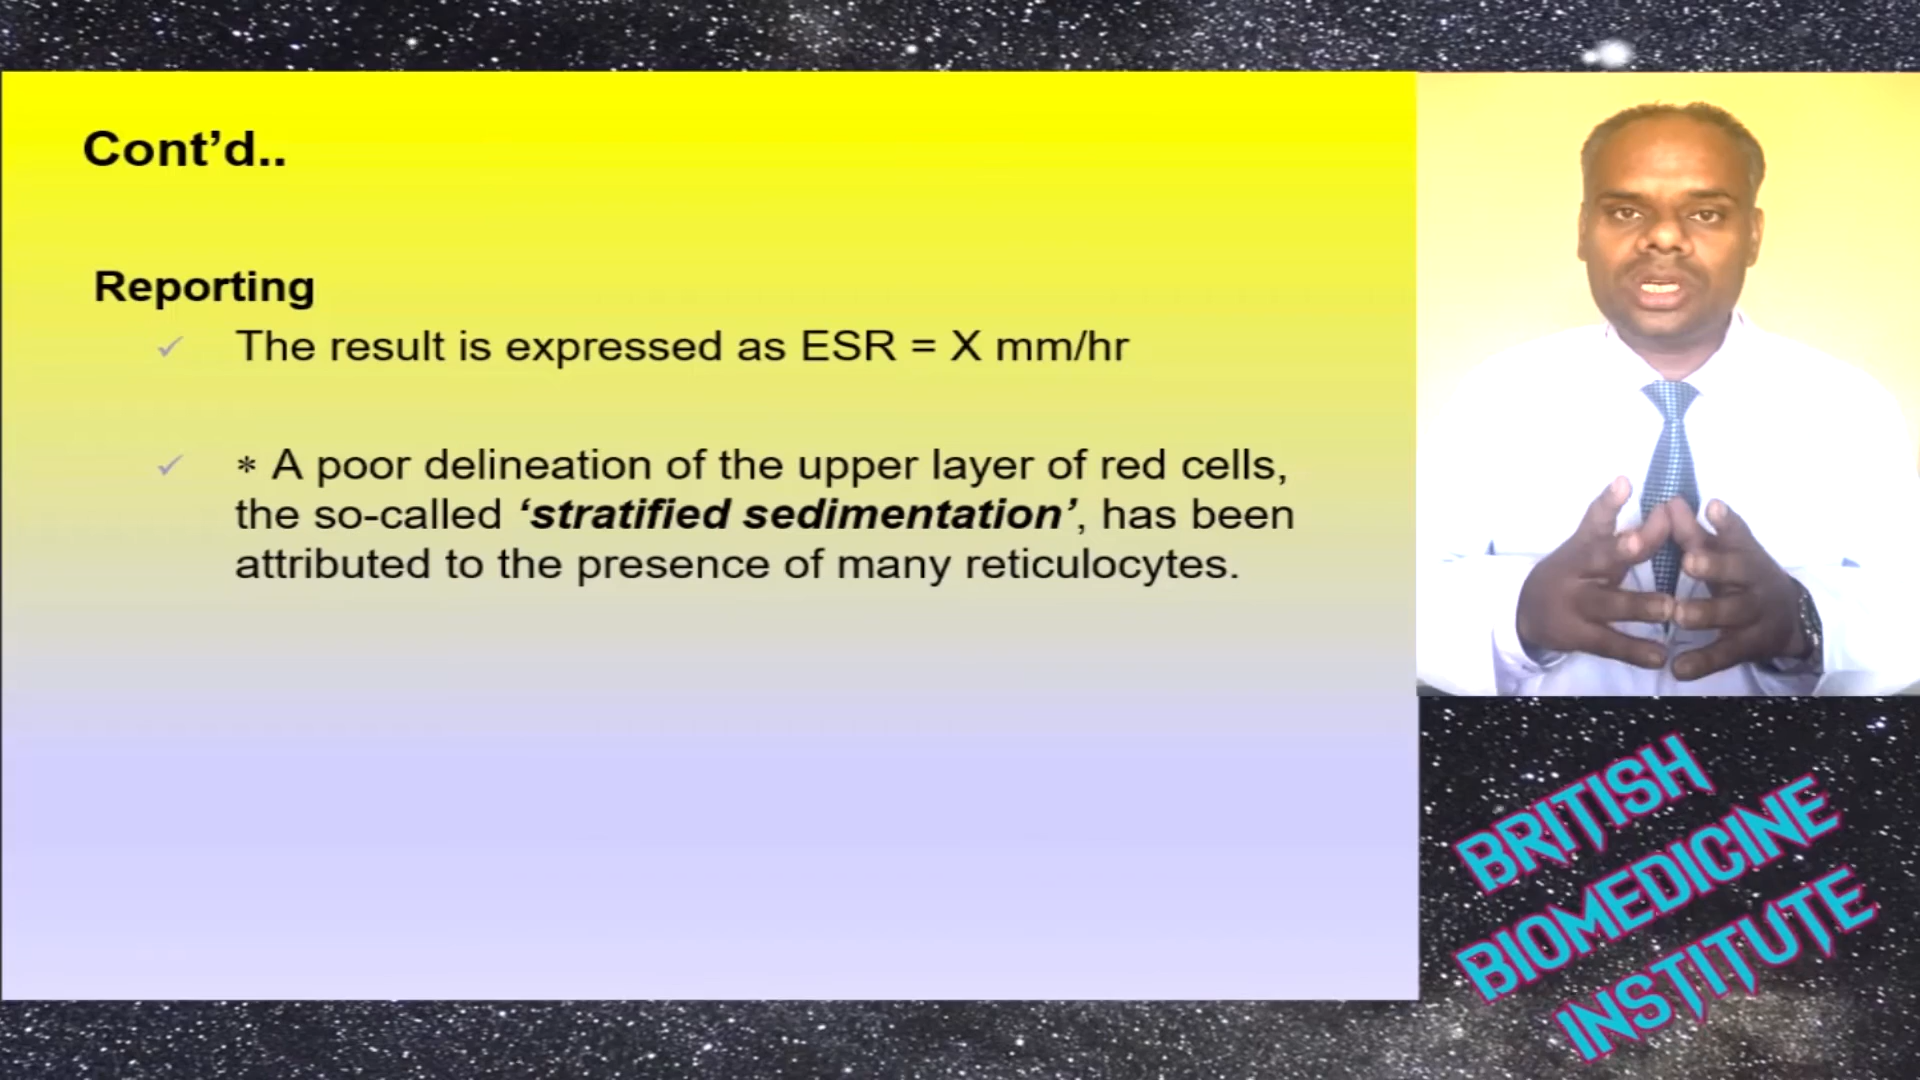 Cont’d..
Reporting
✓ The result is expressed as ESR = X mm/hr
✓ * A poor delineation of the upper layer of red cells,
the so-called ‘stratified sedimentation’, has been
attributed to the presence of many reticulocytes.
BRITISH
BIOMEDICINE
INSTITUTE